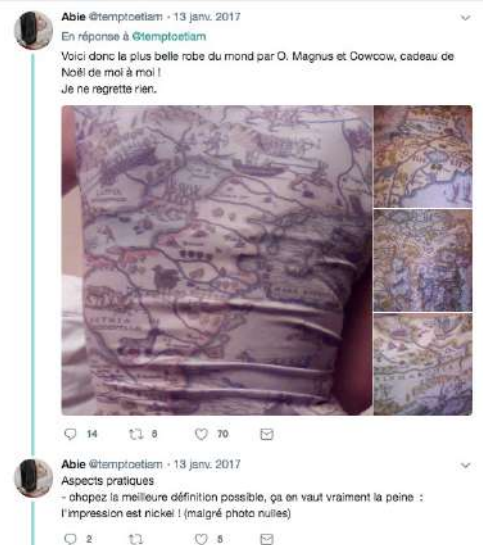 Abie @temptoetiam · 13 janv. 2017
En réponse à @temptoetiam
Voici donc la plus belle robe du mond par O. Magnus et Cowcow, cadeau de
Noël de moi à moi !
Je ne regrette rien.
14 8 70
Abie @temptoetiam · 13 janv. 2017
Aspects pratiques
- chopez la meilleure définition possible, ça en vaut vraiment la peine :
l'impression est nickel ! (malgré photo nulles)
2 5